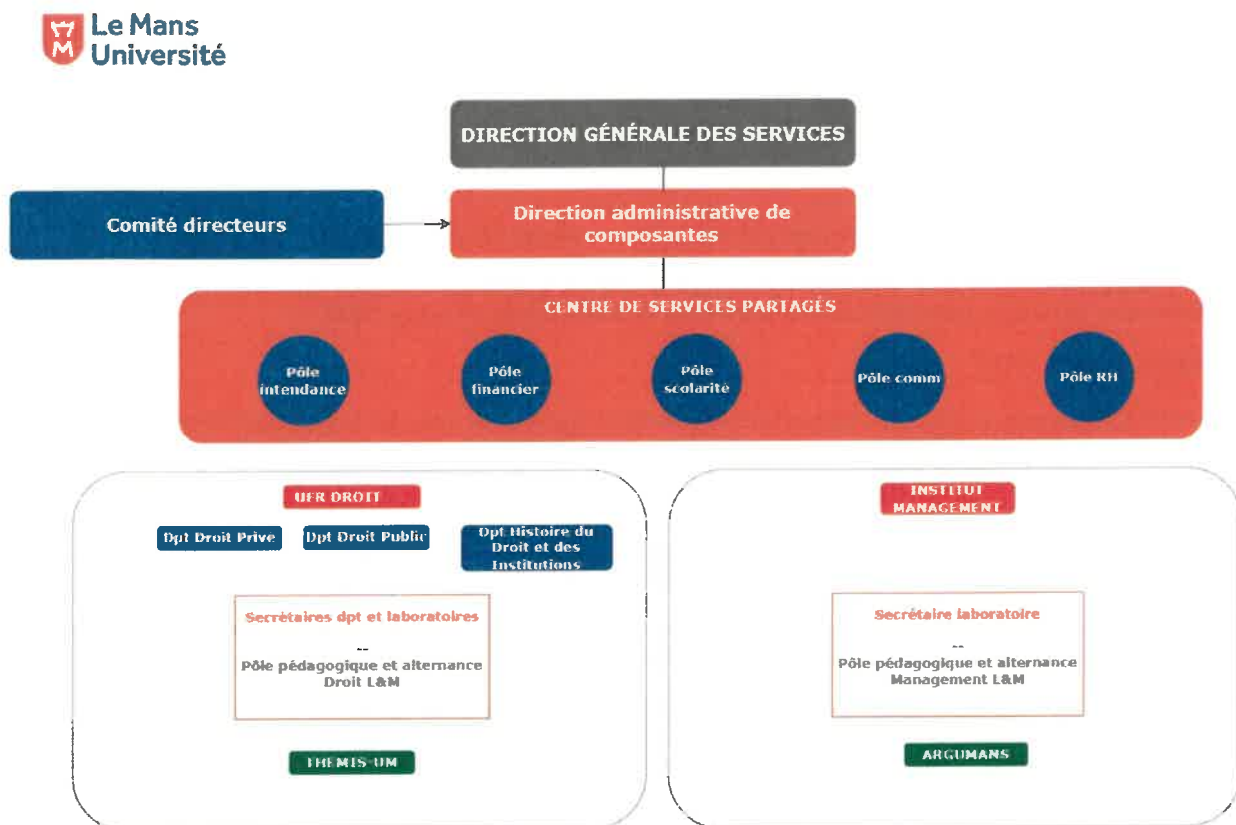 Le Mans
Université
DIRECTION GÉNÉRALE DES SERVICES
Comité directeurs
Direction administrative de
composantes
CENTRE DE SERVICES PARTAGÉS
Pôle
intendance
Pôle
financier
Pôle
scolarité
Pôle comm
Pôle RH
UFR DROIT
Dpt Droit Privé
Dpt Droit Public
Dpt Histoire du
Droit et des
Institutions
Secrétaires dpt et laboratoires
--
Pôle pédagogique et alternance
Droit L&M
THEMIS-UM
INSTITUT
MANAGEMENT
Secrétaire laboratoire
--
Pôle pédagogique et alternance
Management L&M
ARGUMANS